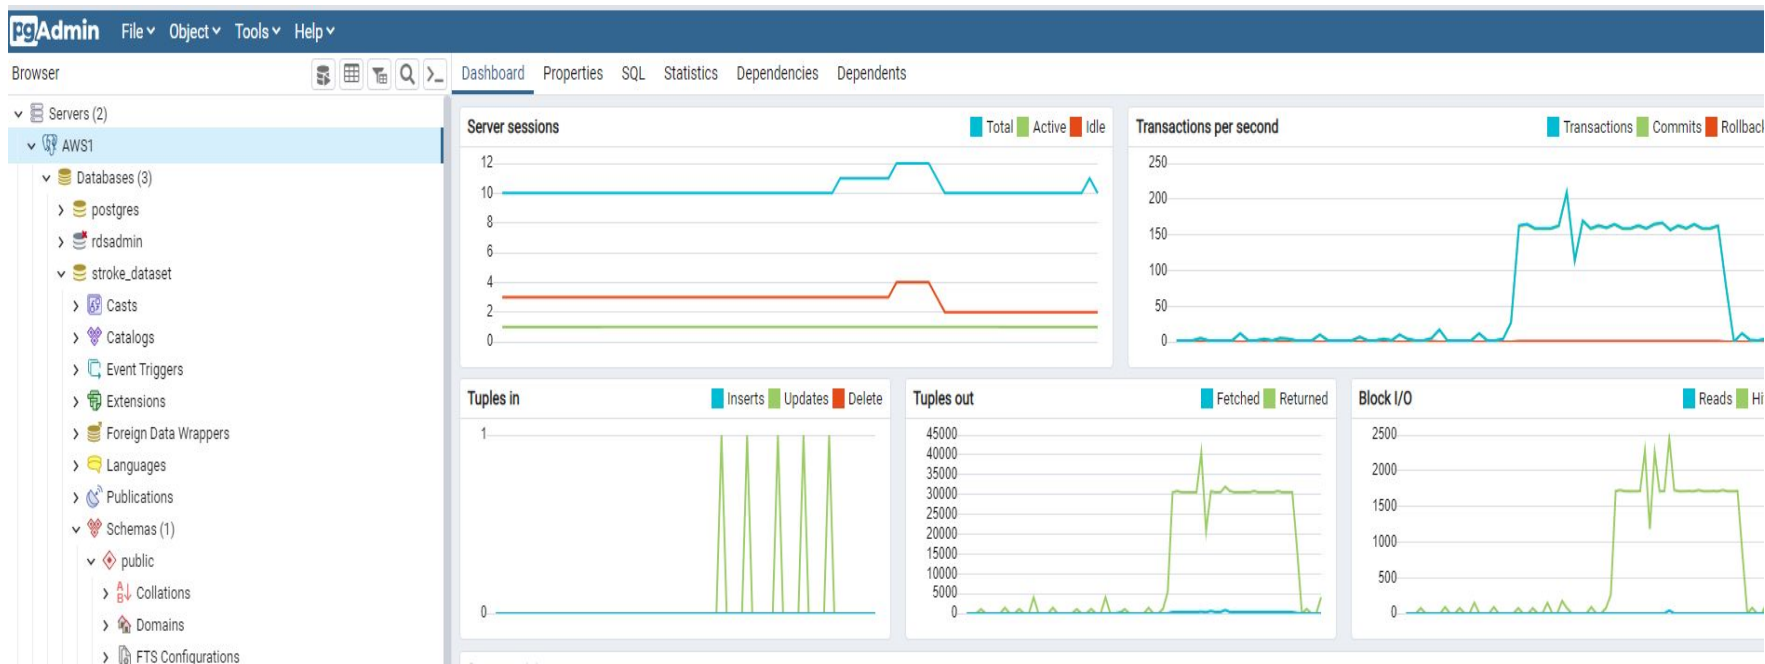 pgAdmin File Object Tools Help
Browser
Dashboard Properties SQL Statistics Dependencies Dependents
Servers (2)
AWS1
Databases (3)
postgres
rdsadmin
stroke_dataset
Casts
Catalogs
Event Triggers
Extensions
Foreign Data Wrappers
Languages
Publications
Schemas (1)
public
Collations
Domains
FTS Configurations
Server sessions Total Active Idle
12
10
8
6
4
2
0
Transactions per second Transactions Commits Rollback
250
200
150
100
50
0
Tuples in Inserts Updates Delete
1
0
Tuples out Fetched Returned
45000
40000
35000
30000
25000
20000
15000
10000
5000
0
Block I/O Reads Hi
2500
2000
1500
1000
500
0